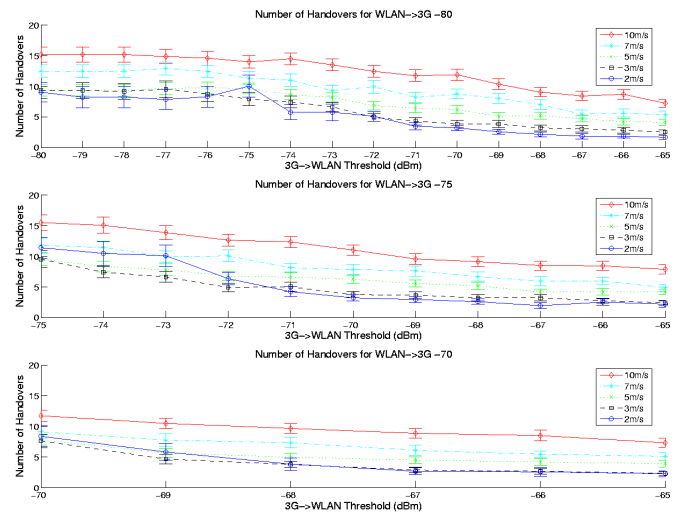 Number of Handovers for WLAN->3G -80
Number of Handovers
20
15
10
5
0
10m/s
7m/s
5m/s
3m/s
2m/s
-80 -79 -78 -77 -76 -75 -74 -73 -72 -71 -70 -69 -68 -67 -66 -65
3G->WLAN Threshold (dBm)
Number of Handovers for WLAN->3G -75
Number of Handovers
20
15
10
5
0
10m/s
7m/s
5m/s
3m/s
2m/s
-75 -74 -73 -72 -71 -70 -69 -68 -67 -66 -65
3G->WLAN Threshold (dBm)
Number of Handovers for WLAN->3G -70
Number of Handovers
20
15
10
5
0
10m/s
7m/s
5m/s
3m/s
2m/s
-70 -69 -68 -67 -66 -65
3G->WLAN Threshold (dBm)